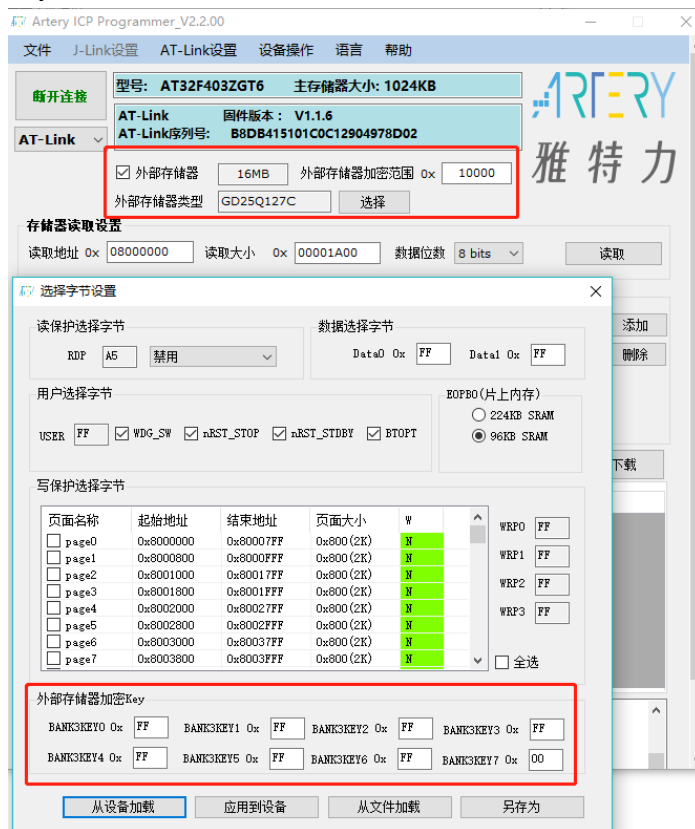 Artery ICP Programmer_V2.2.00
文件 J-Link设置 AT-Link设置 设备操作 语言 帮助
断开连接 型号: AT32F403ZGT6 主存储器大小: 1024KB
AT-Link 固件版本： V1.1.6
AT-Link AT-Link序列号: B8DB415101C0C12904978D02
ARTERY
雅特力
外部存储器 16MB 外部存储器加密范围 0x 10000
外部存储器类型 GD25Q127C 选择
存储器读取设置
读取地址 0x 08000000 读取大小 0x 00001A00 数据位数 8 bits 读取
选择字节设置
添加
删除
下载
读保护选择字节 数据选择字节
RDP A5 禁用 Data0 0x FF Data1 0x FF
用户选择字节 EOPB0(片上内存)
224KB SRAM
USER FF WDG_SW nRST_STOP nRST_STDBY BTOPT 96KB SRAM
写保护选择字节
页面名称 起始地址 结束地址 页面大小 W
page0 0x8000000 0x80007FF 0x800(2K) N WRP0 FF
page1 0x8000800 0x8000FFF 0x800(2K) N WRP1 FF
page2 0x8001000 0x80017FF 0x800(2K) N WRP2 FF
page3 0x8001800 0x8001FFF 0x800(2K) N
page4 0x8002000 0x80027FF 0x800(2K) N WRP3 FF
page5 0x8002800 0x8002FFF 0x800(2K) N
page6 0x8003000 0x80037FF 0x800(2K) N
page7 0x8003800 0x8003FFF 0x800(2K) N 全选
外部存储器加密Key
BANK3KEY0 0x FF BANK3KEY1 0x FF BANK3KEY2 0x FF BANK3KEY3 0x FF
BANK3KEY4 0x FF BANK3KEY5 0x FF BANK3KEY6 0x FF BANK3KEY7 0x 00
从设备加载 应用到设备 从文件加载 另存为